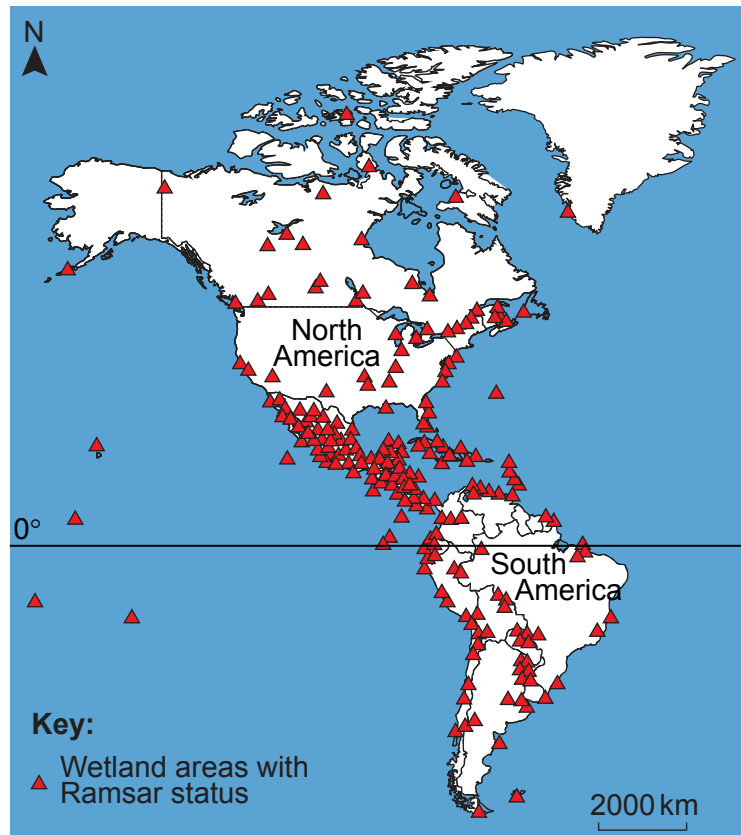 N
North
America
0°
South
America
Key:
Wetland areas with
Ramsar status
2000 km